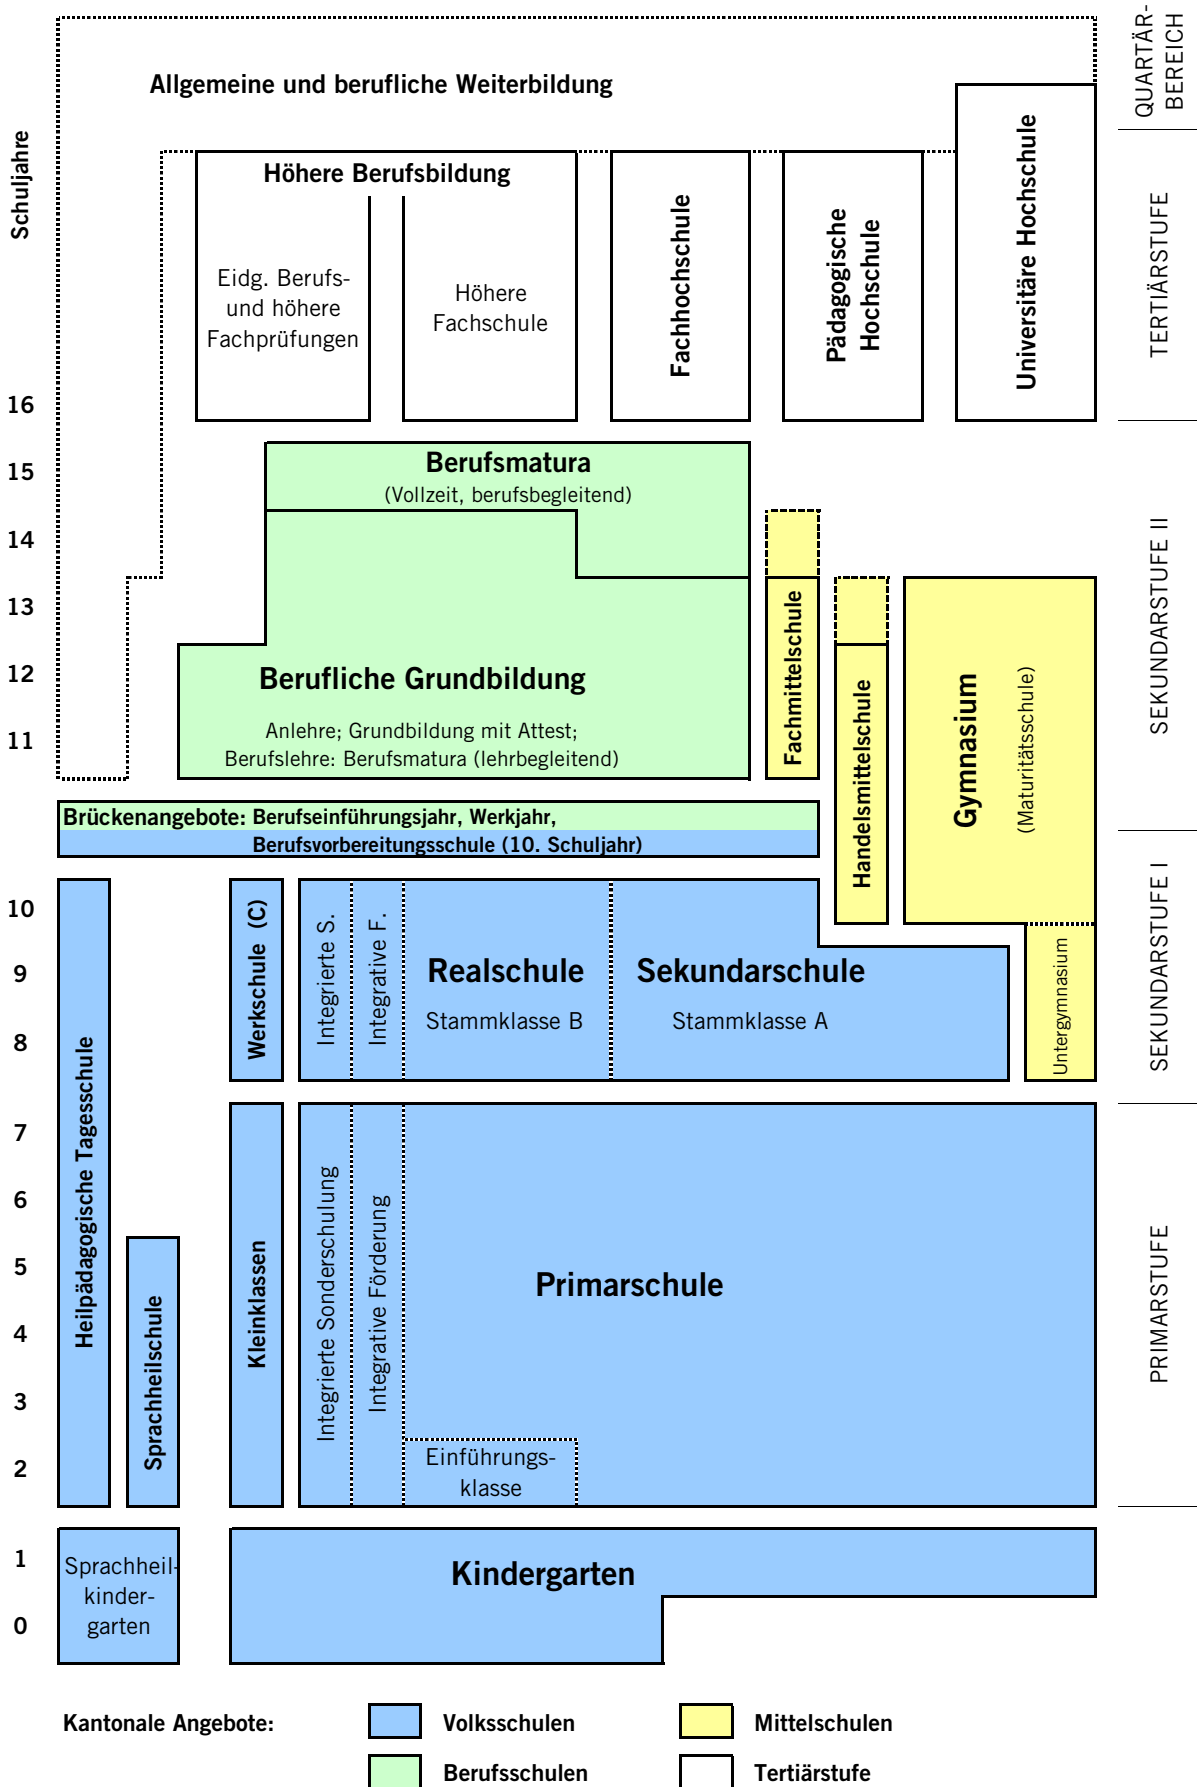 QUARTÄR-
BEREICH
Allgemeine und berufliche Weiterbildung
Schuljahre
Höhere Berufsbildung
Eidg. Berufs-
und höhere
Fachprüfungen
Höhere
Fachschule
Fachhochschule
Pädagogische
Hochschule
Universitäre Hochschule
TERTIÄRSTUFE
16
15
Berufsmatura
(Vollzeit, berufsbegleitend)
14
13
12
11
Berufliche Grundbildung
Anlehre; Grundbildung mit Attest;
Berufslehre: Berufsmatura (lehrbegleitend)
Fachmittelschule
Handelsmittelschule
Gymnasium
(Maturitätsschule)
SEKUNDARSTUFE II
Brückenangebote: Berufseinführungsjahr, Werkjahr,
Berufsvorbereitungsschule (10. Schuljahr)
10
9
8
Heilpädagogische Tagesschule
Werkschule (C)
Integrierte S.
Integrative F.
Realschule
Stammklasse B
Sekundarschule
Stammklasse A
Untergymnasium
SEKUNDARSTUFE I
7
6
5
4
3
2
Sprachheilschule
Kleinklassen
Integrierte Sonderschulung
Integrative Förderung
Primarschule
Einführungs-
klasse
PRIMARSTUFE
1
0
Sprachheil-
kinder-
garten
Kindergarten
Kantonale Angebote:
Volksschulen
Mittelschulen
Berufsschulen
Tertiärstufe